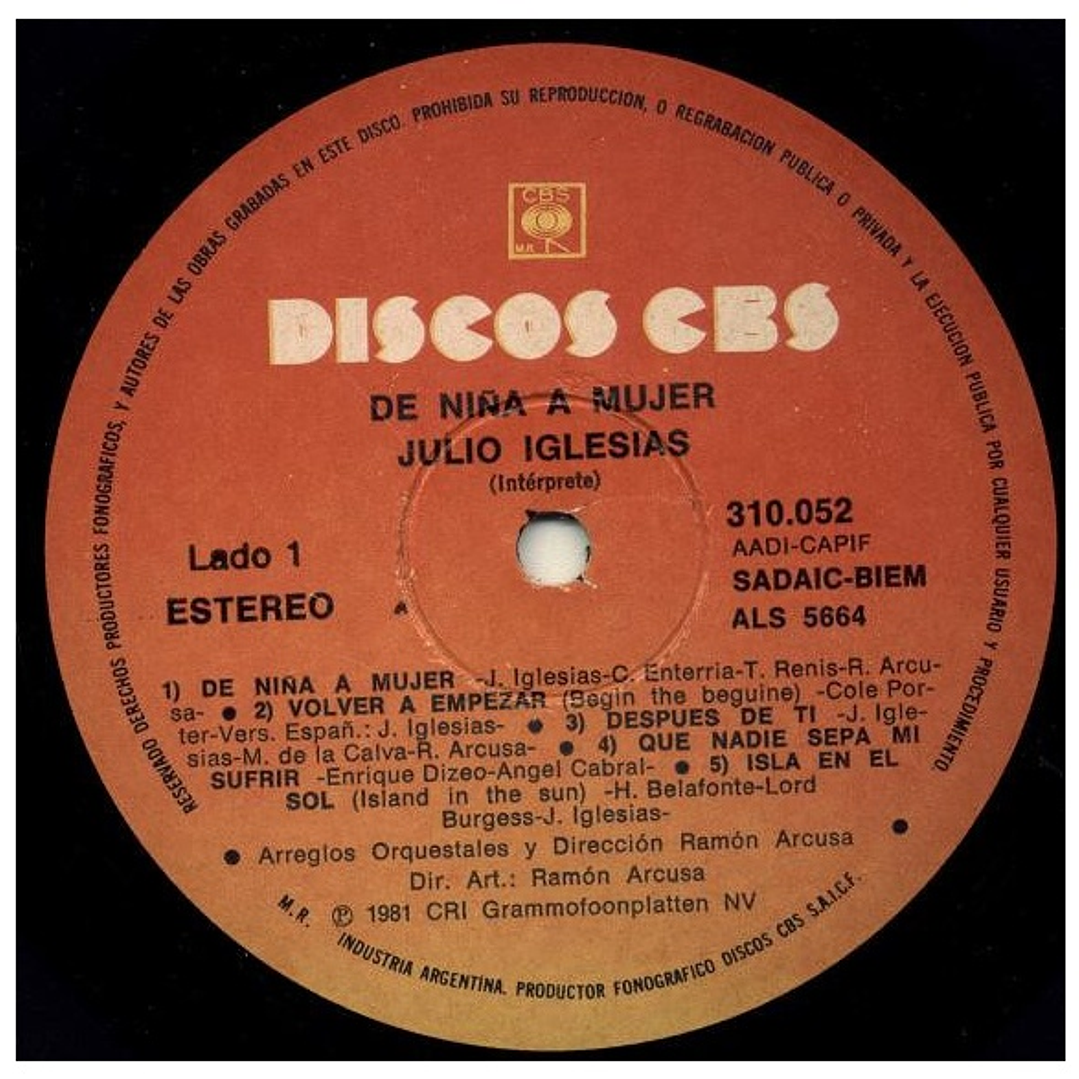 RESERVADO DERECHOS PRODUCTORES FONOGRAFICOS, Y AUTORES DE LAS OBRAS GRABADAS EN ESTE DISCO. PROHIBIDA SU REPRODUCCION, O REGRABACION PUBLICA O PRIVADA Y LA EJECUCION PUBLICA POR CUALQUIER USUARIO Y PROCEDIMIENTO.
CBS
M.R.
DISCOS CBS
DE NIÑA A MUJER
JULIO IGLESIAS
(Intérprete)
Lado 1
ESTEREO
310.052
AADI-CAPIF
SADAIC-BIEM
ALS 5664
1) DE NIÑA A MUJER -J. Iglesias-C. Enterria-T. Renis-R. Arcu-
sa- ● 2) VOLVER A EMPEZAR (Begin the beguine) -Cole Por-
ter-Vers. Españ.: J. Iglesias- ● 3) DESPUES DE TI -J. Igle-
sias-M. de la Calva-R. Arcusa- ● 4) QUE NADIE SEPA MI
SUFRIR -Enrique Dizeo-Angel Cabral- ● 5) ISLA EN EL
SOL (Island in the sun) -H. Belafonte-Lord
Burgess-J. Iglesias-
● Arreglos Orquestales y Dirección Ramón Arcusa ●
Dir. Art.: Ramón Arcusa
M.R. Ⓟ 1981 CRI Grammofoonplatten NV
INDUSTRIA ARGENTINA. PRODUCTOR FONOGRAFICO DISCOS CBS S.A.I.C.F.